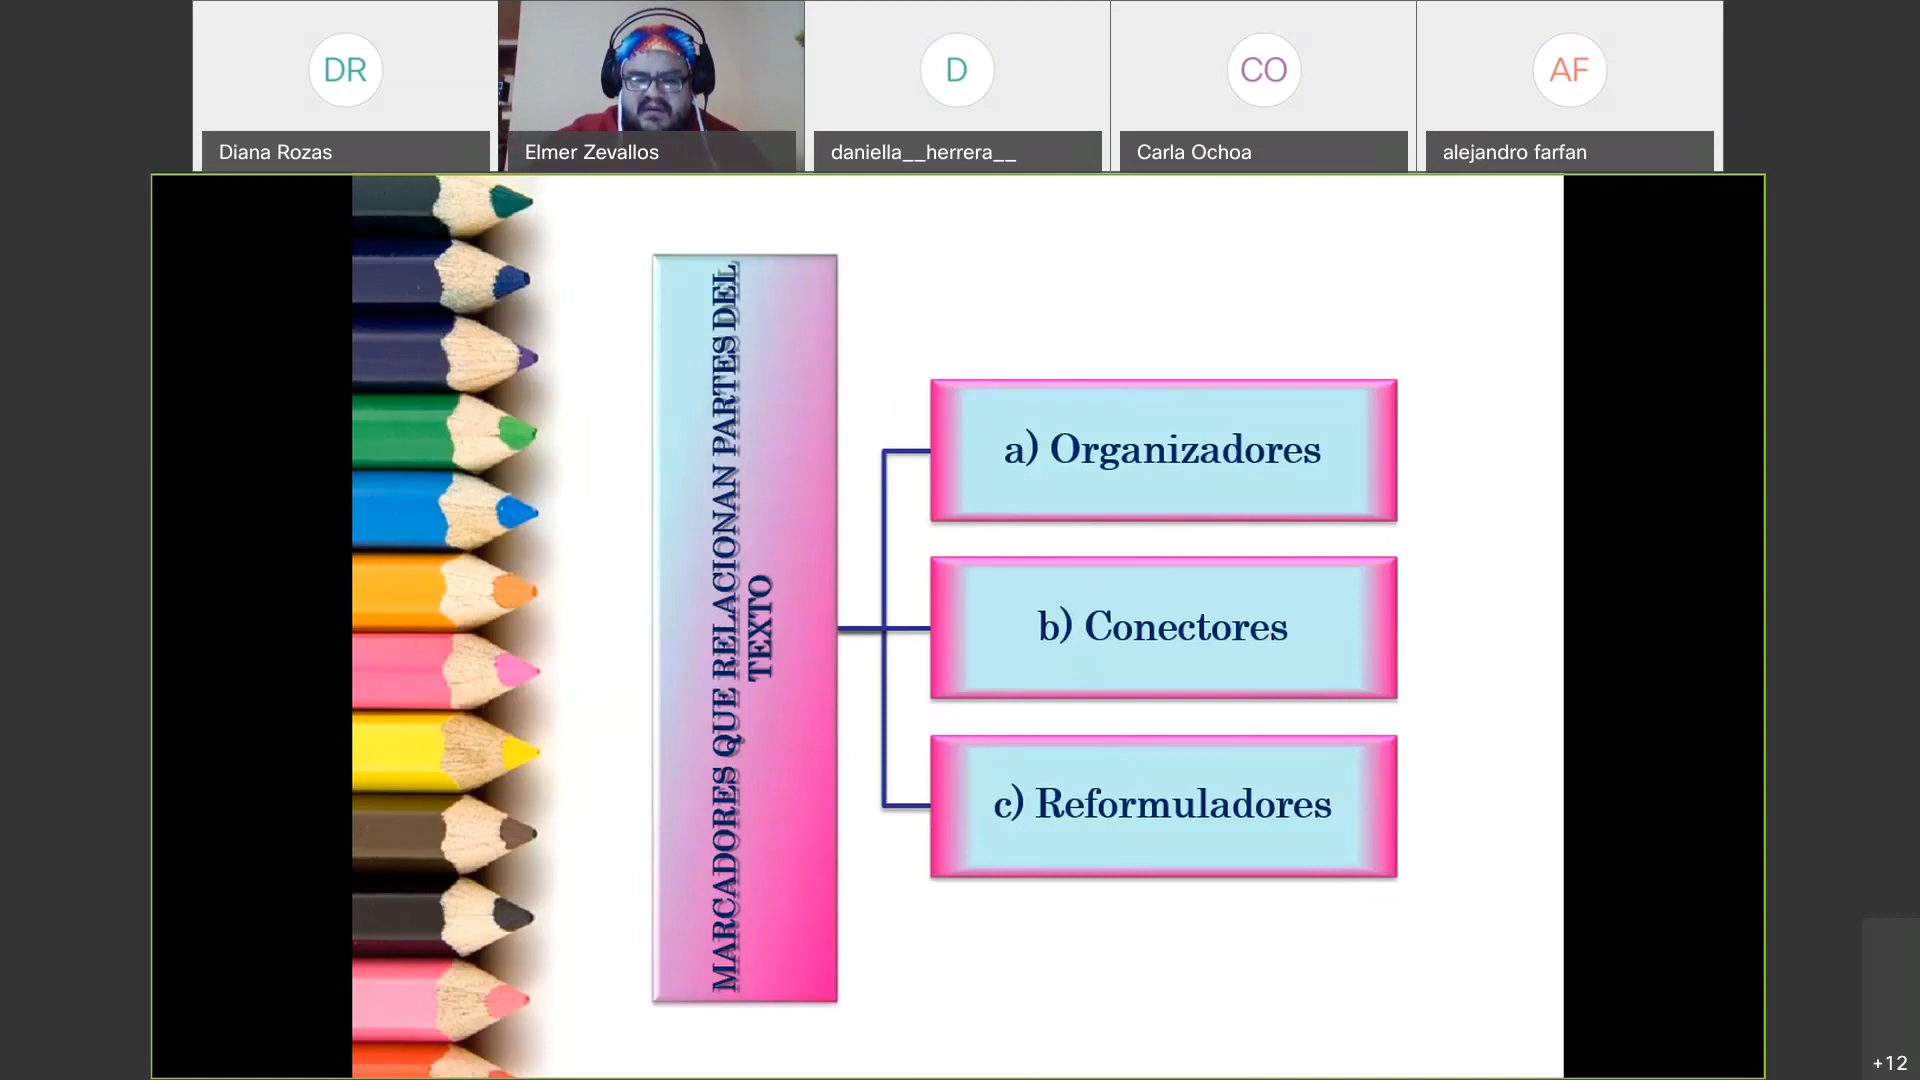 DR
D
CO
AF
Diana Rozas
Elmer Zevallos
daniella__herrera__
Carla Ochoa
alejandro farfan
MARCADORES QUE RELACIONAN PARTES DEL
TEXTO
a) Organizadores
b) Conectores
c) Reformuladores
+12